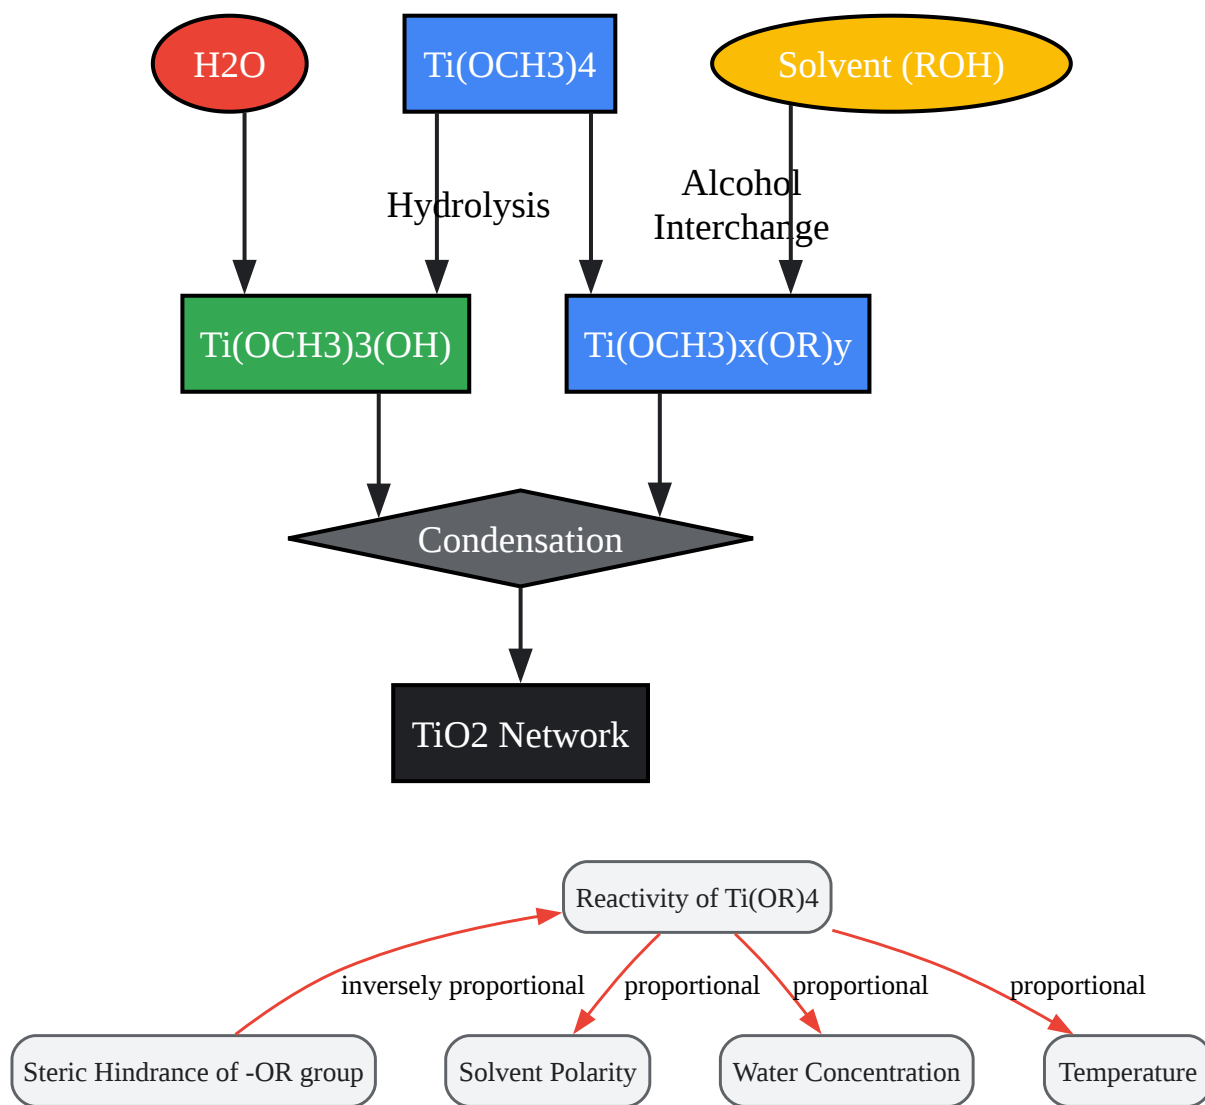 H2O
Ti(OCH3)4
Solvent (ROH)
Hydrolysis
Alcohol
Interchange
Ti(OCH3)3(OH)
Ti(OCH3)x(OR)y
Condensation
TiO2 Network
Reactivity of Ti(OR)4
inversely proportional
proportional
proportional
proportional
Steric Hindrance of -OR group
Solvent Polarity
Water Concentration
Temperature